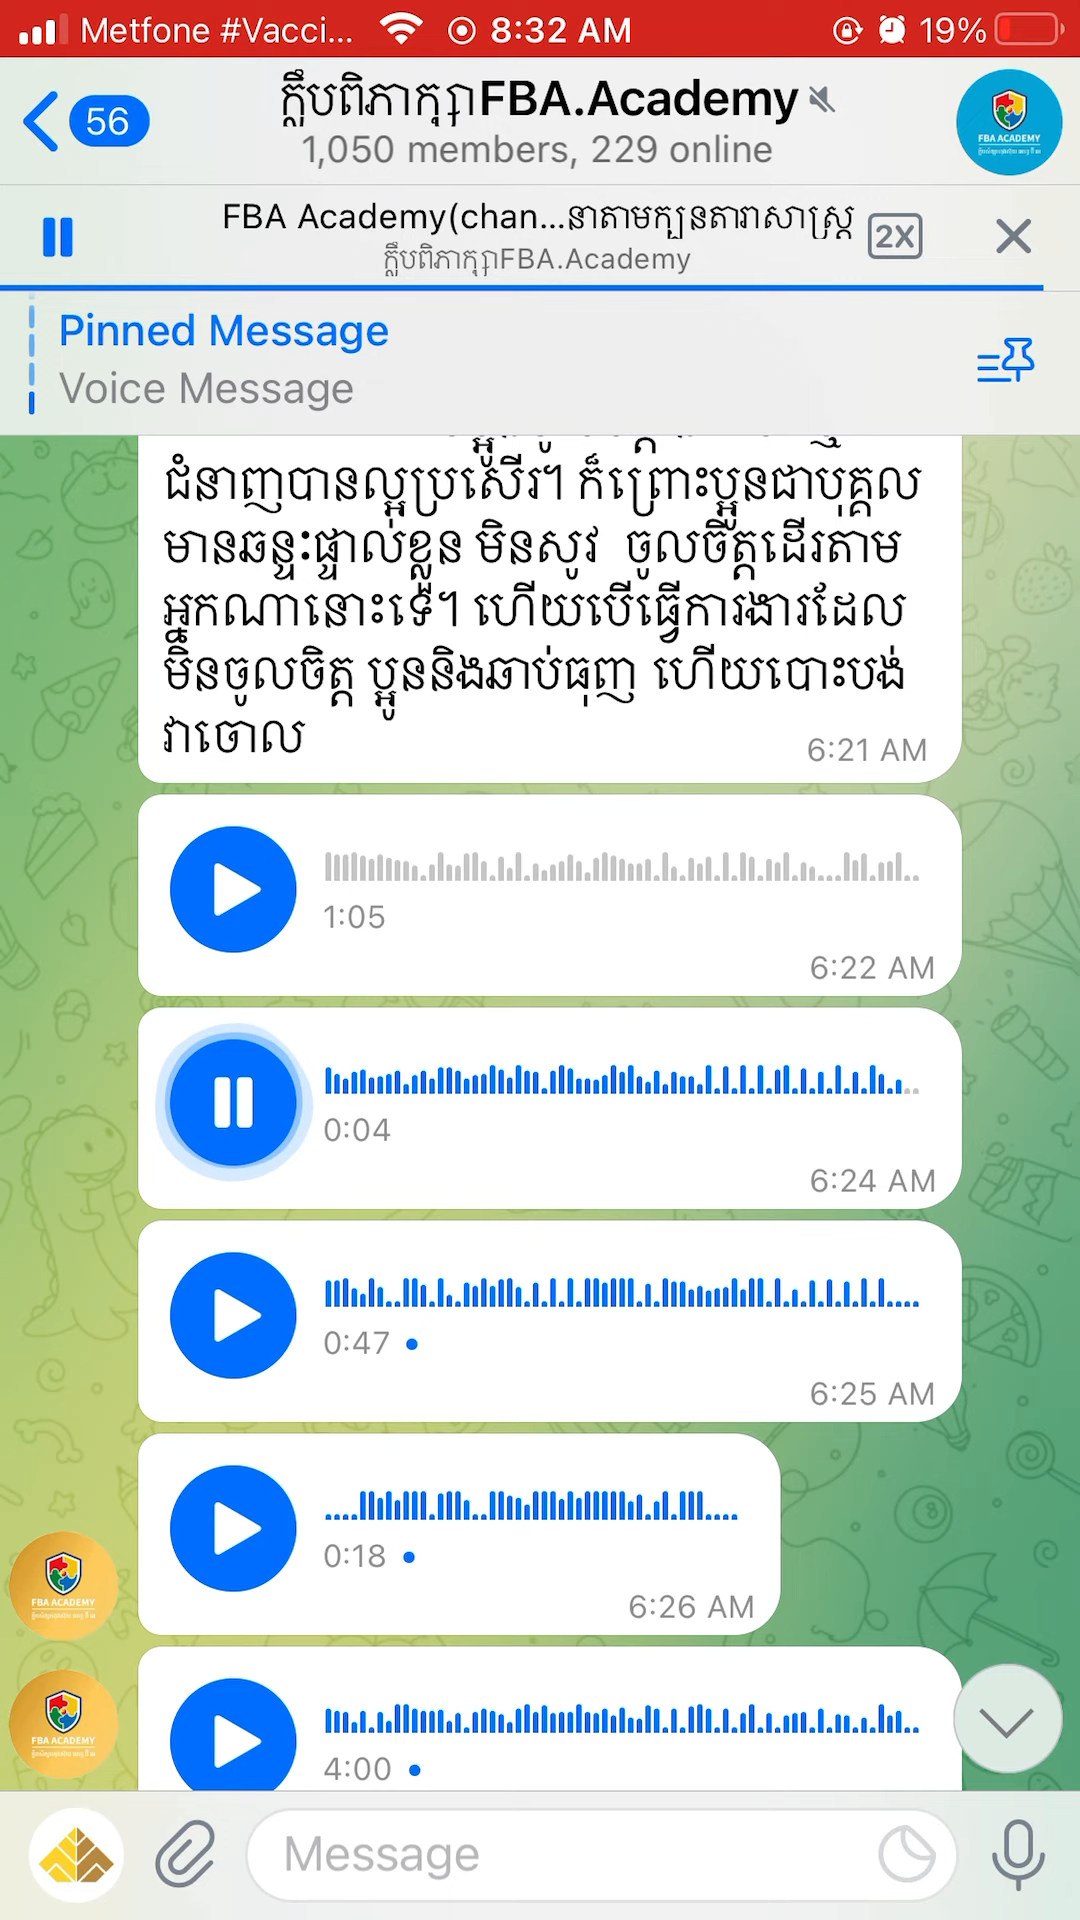 Metfone #Vacci... 8:32 AM 19%
56
ក្លឹបពិភាក្សាFBA.Academy
1,050 members, 229 online
FBA ACADEMY
FBA Academy(chan...នាតាមក្បួនតារាសាស្ត្រ
2X
ក្លឹបពិភាក្សាFBA.Academy
Pinned Message
Voice Message
ជំនាញបានល្អប្រសើរ។ ក៏ព្រោះប្អូនជាបុគ្គល
មានឆន្ទះផ្ទាល់ខ្លួន មិនសូវ ចូលចិត្តដើរតាម
អ្នកណានោះទេ។ ហើយបើធ្វើការងារដែល
មិនចូលចិត្ត ប្អូននិងឆាប់ធុញ ហើយបោះបង់
វាចោល
6:21 AM
1:05
6:22 AM
0:04
6:24 AM
0:47
6:25 AM
0:18
6:26 AM
FBA ACADEMY
FBA ACADEMY
4:00
Message